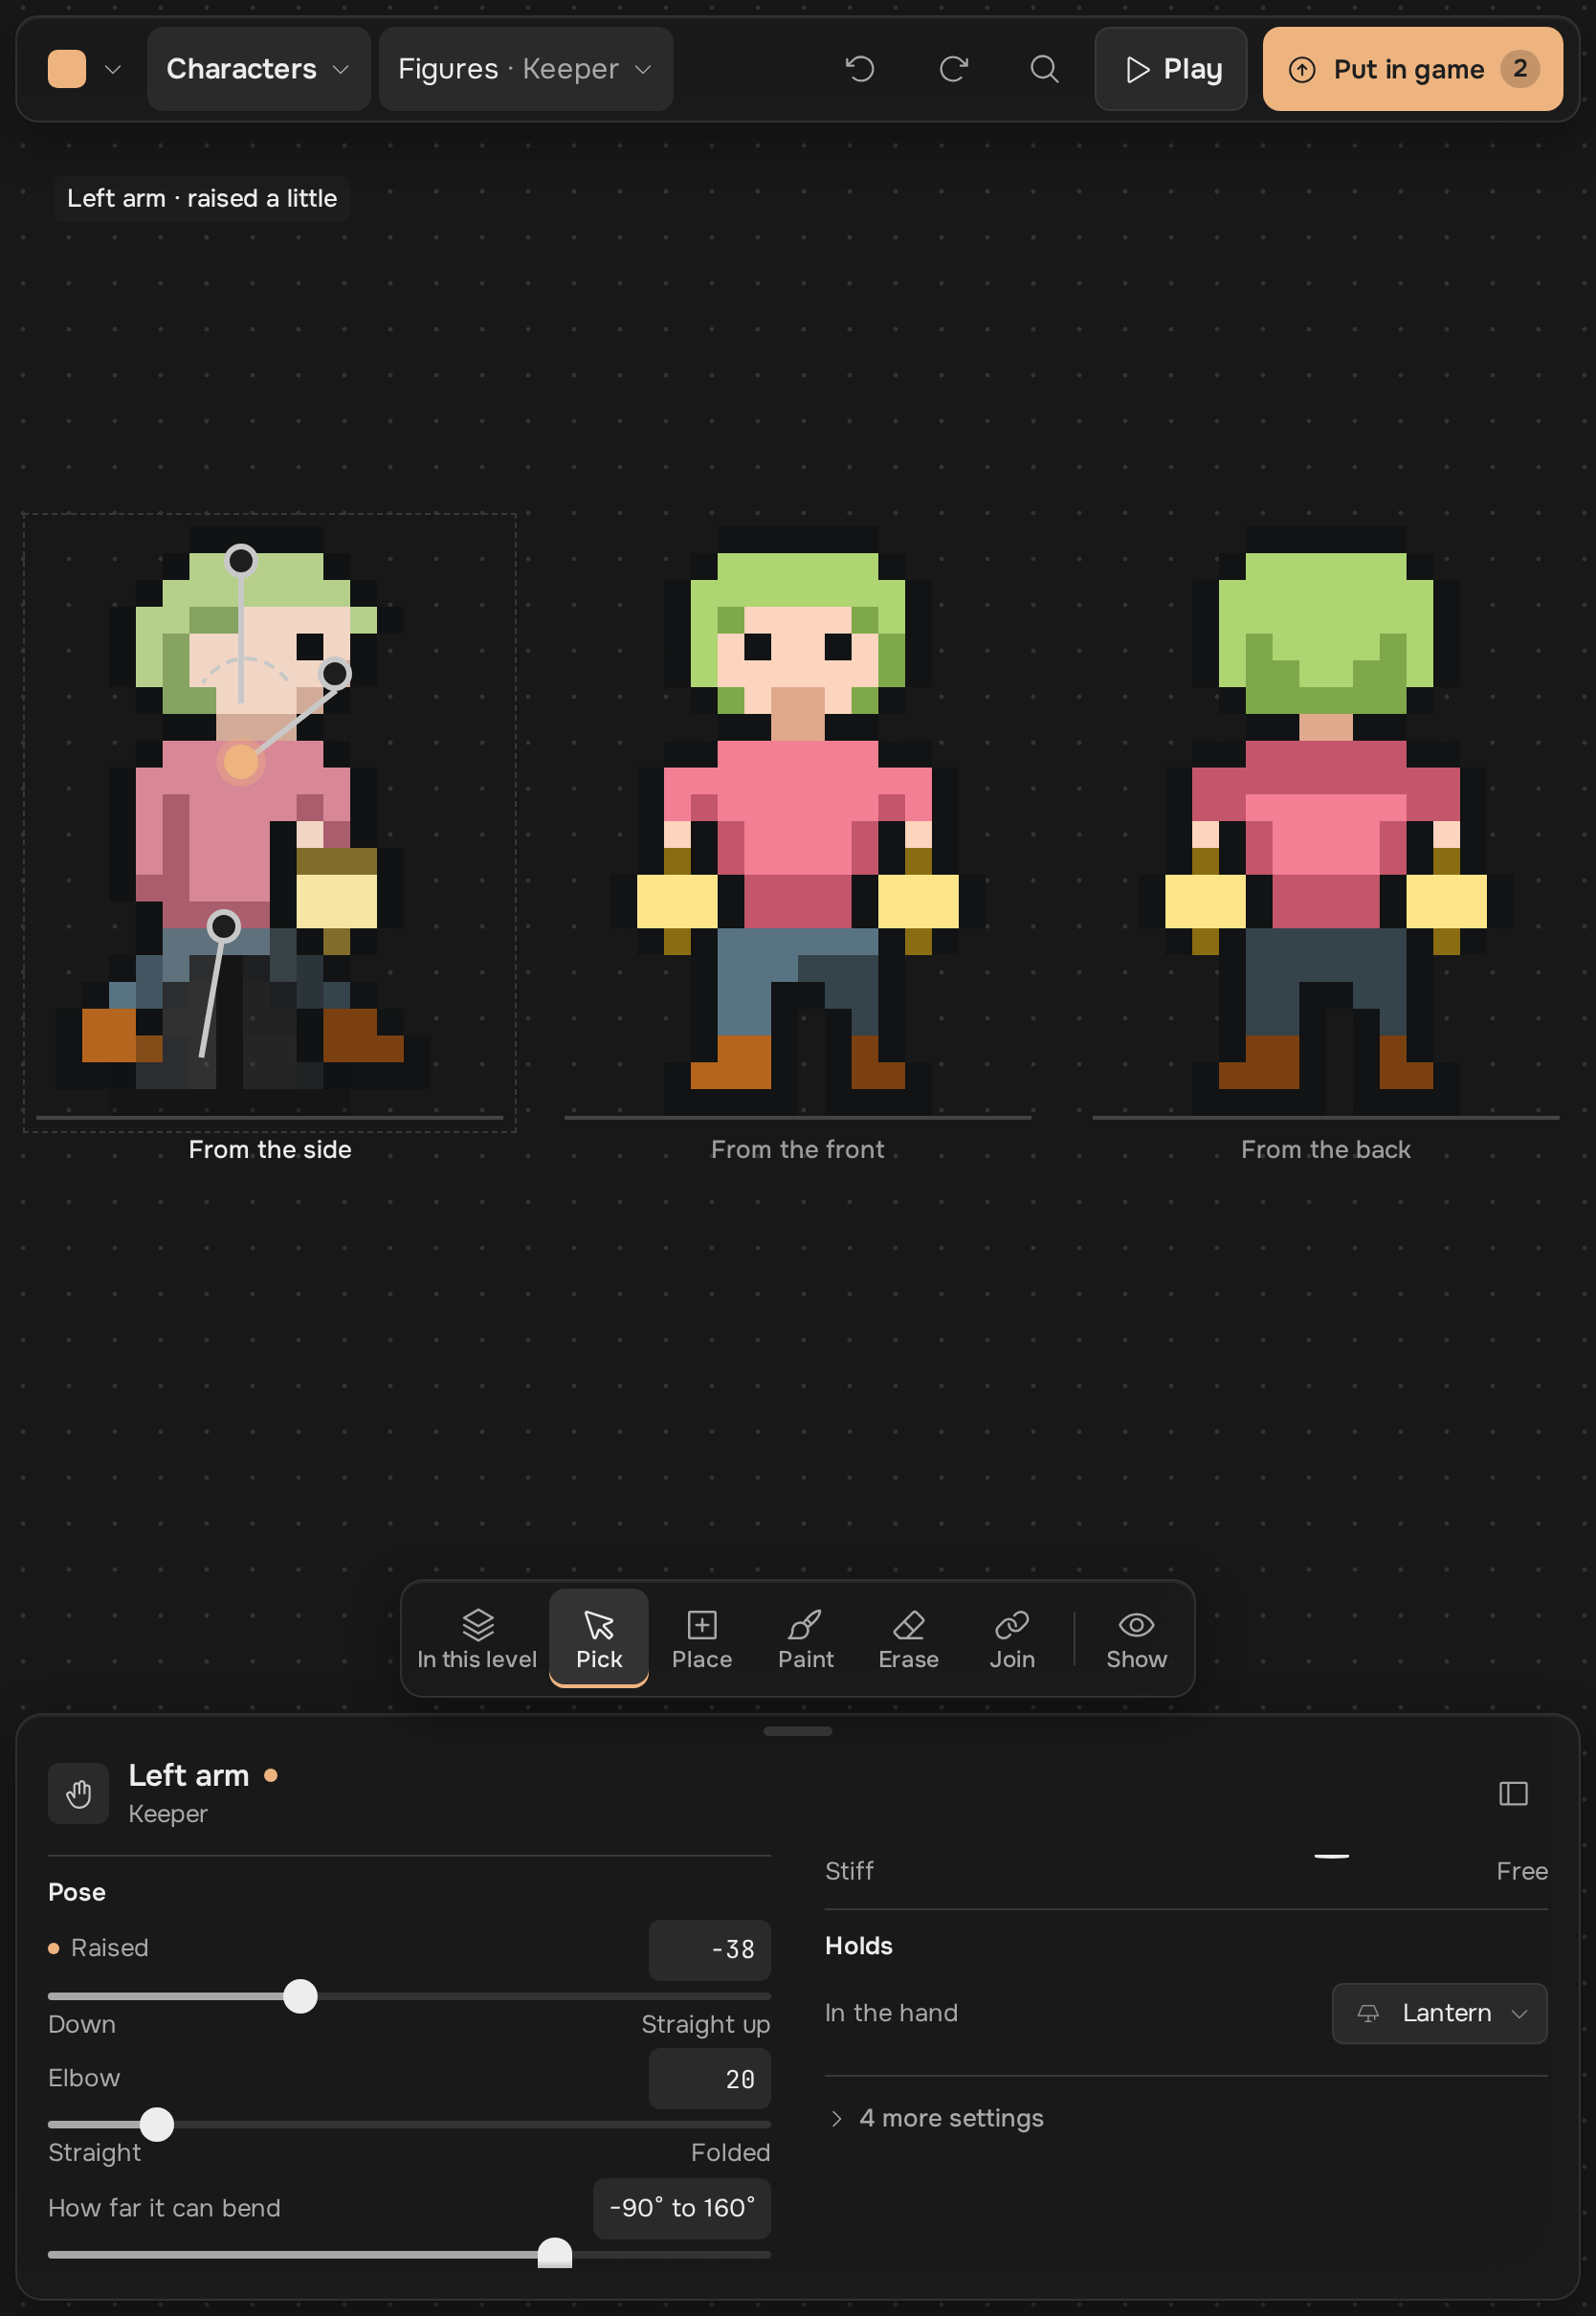 Characters
Figures · Keeper
Play
Put in game 2
Left arm · raised a little
From the side
From the front
From the back
In this level
Pick
Place
Paint
Erase
Join
Show
Left arm
Keeper
Pose
Raised
-38
Down
Straight up
Elbow
20
Straight
Folded
How far it can bend
-90° to 160°
Stiff
Free
Holds
In the hand
Lantern
4 more settings